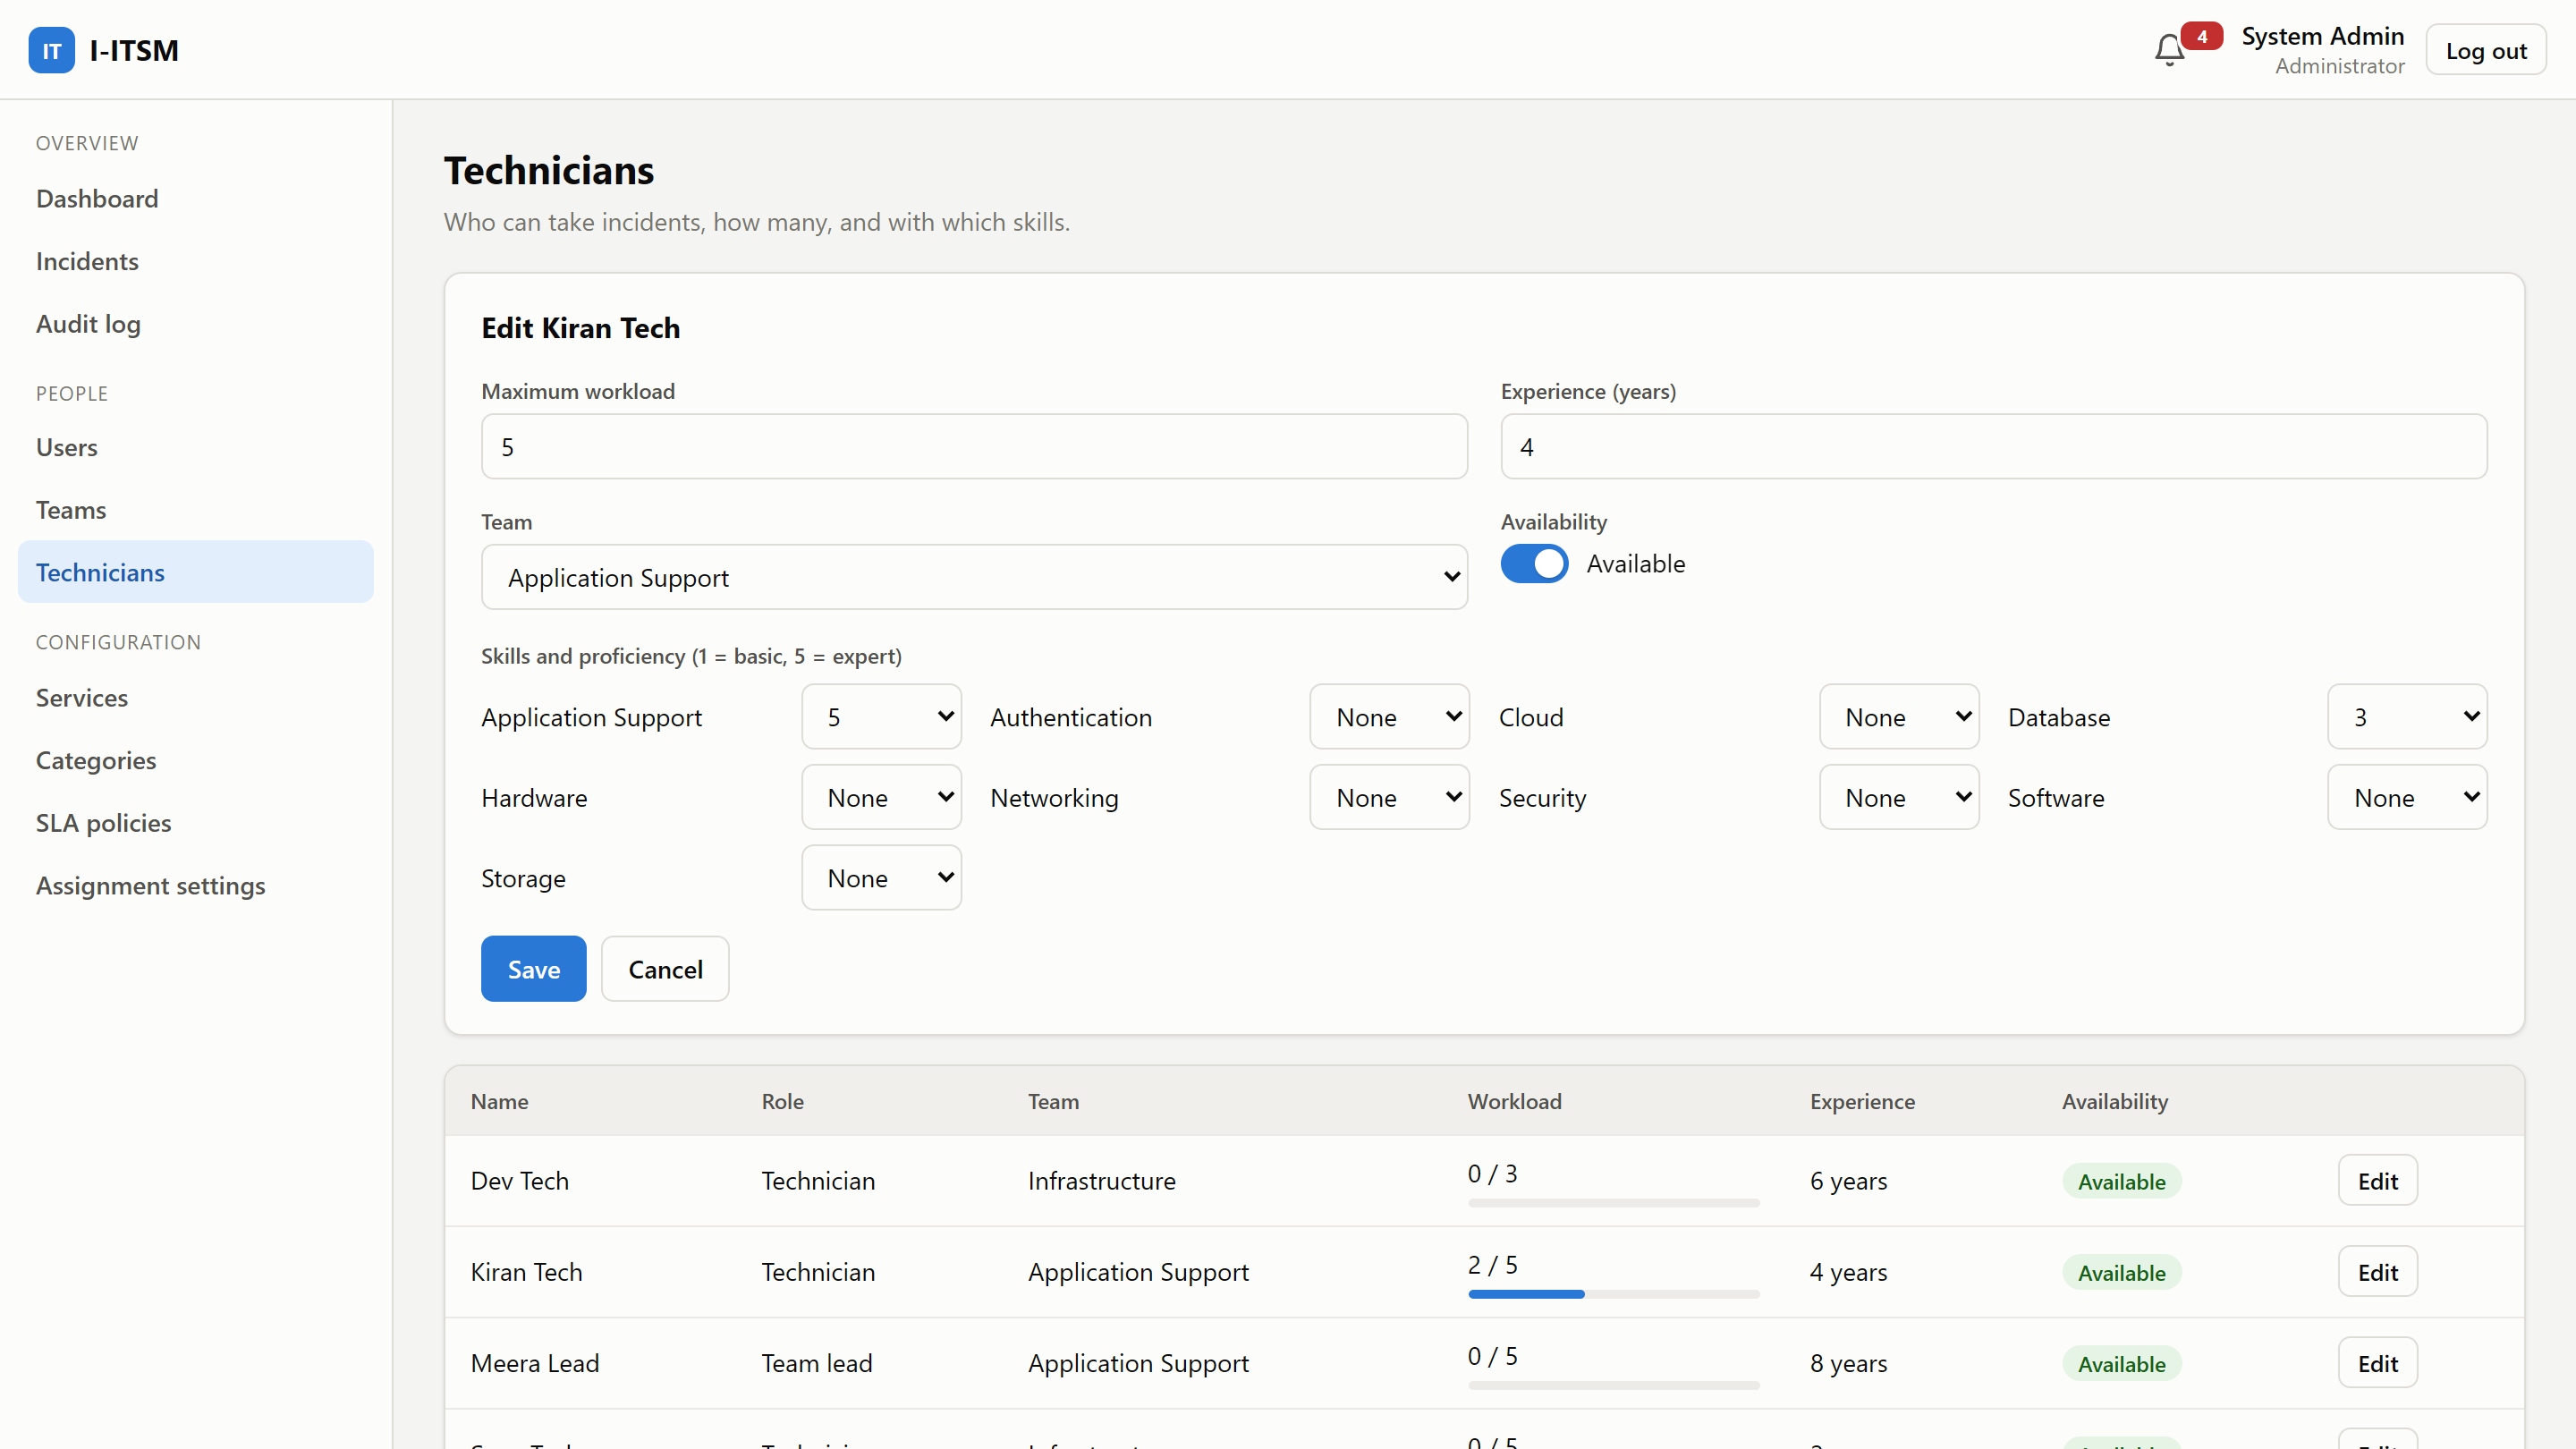 IT I-ITSM
4 System Admin
Administrator
Log out
OVERVIEW
Dashboard
Incidents
Audit log
PEOPLE
Users
Teams
Technicians
CONFIGURATION
Services
Categories
SLA policies
Assignment settings
Technicians
Who can take incidents, how many, and with which skills.
Edit Kiran Tech
Maximum workload Experience (years)
5 4
Team Availability
Application Support Available
Skills and proficiency (1 = basic, 5 = expert)
Application Support 5 Authentication None Cloud None Database 3
Hardware None Networking None Security None Software None
Storage None
Save Cancel
Name Role Team Workload Experience Availability
Dev Tech Technician Infrastructure 0 / 3 6 years Available Edit
Kiran Tech Technician Application Support 2 / 5 4 years Available Edit
Meera Lead Team lead Application Support 0 / 5 8 years Available Edit
0 / 5